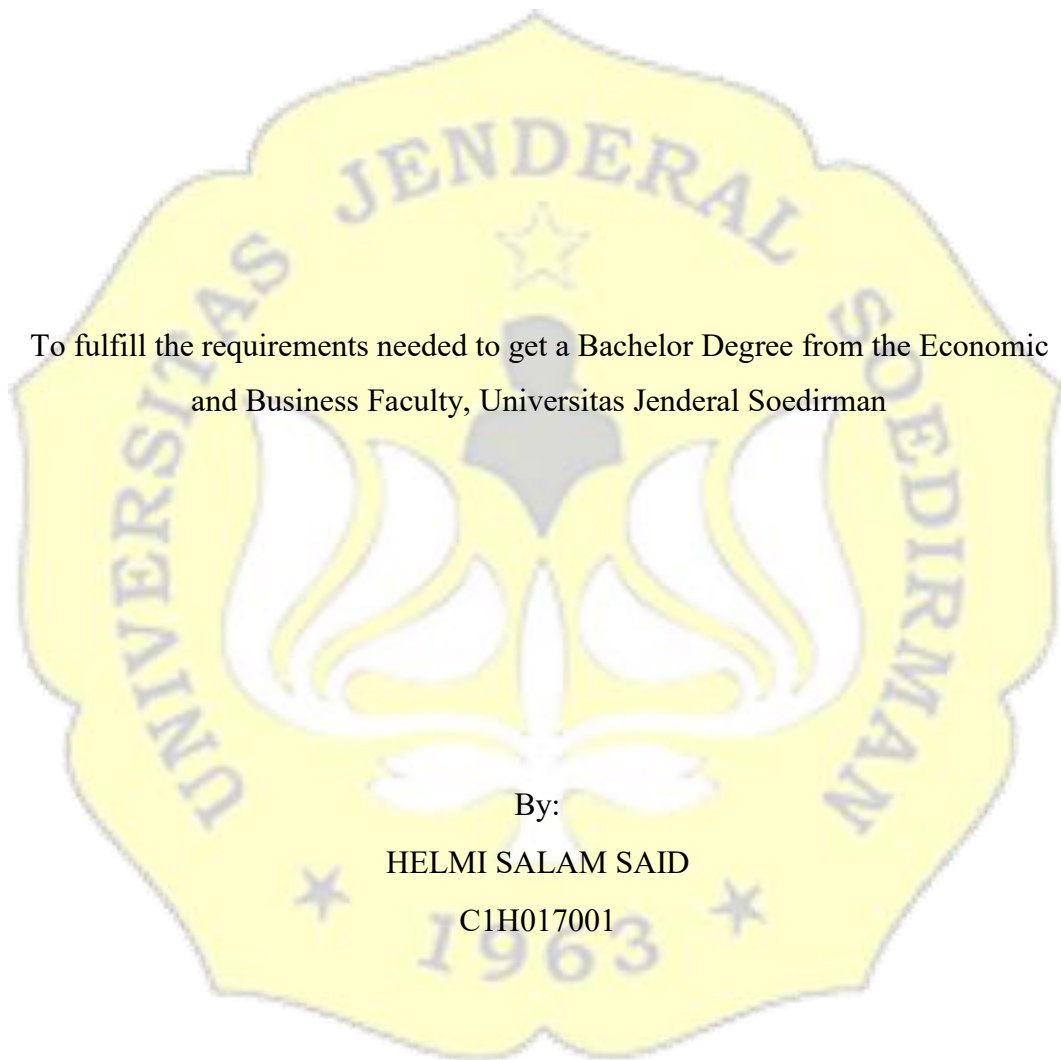 UNIVERSITAS JENDERAL SOEDIRMAN
To fulfill the requirements needed to get a Bachelor Degree from the Economic
and Business Faculty, Universitas Jenderal Soedirman
By:
HELMI SALAM SAID
C1H017001
1963